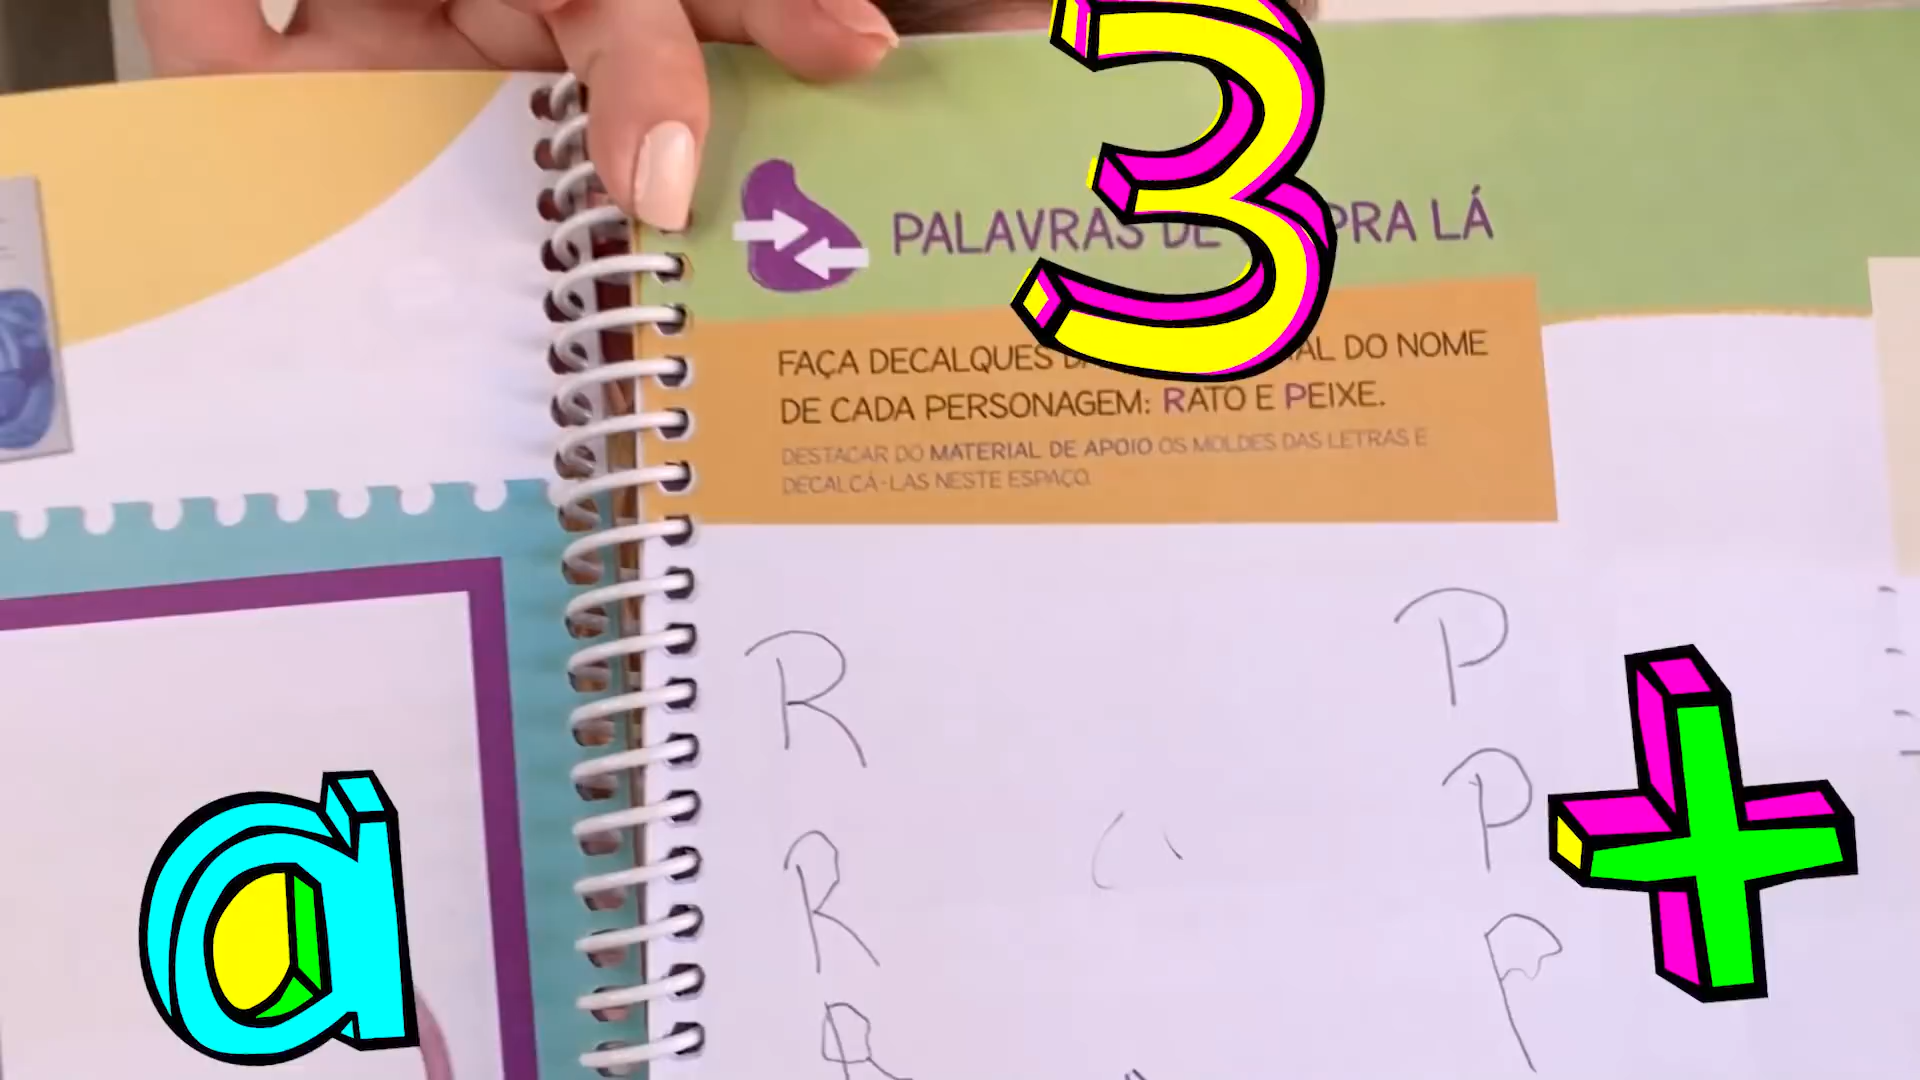 3
PALAVRAS DE PRA LÁ
FAÇA DECALQUES AL DO NOME
DE CADA PERSONAGEM: RATO E PEIXE.
DESTACAR DO MATERIAL DE APOIO OS MOLDES DAS LETRAS E
DECALCÁ-LAS NESTE ESPAÇO.
R P
R P
R P
a +